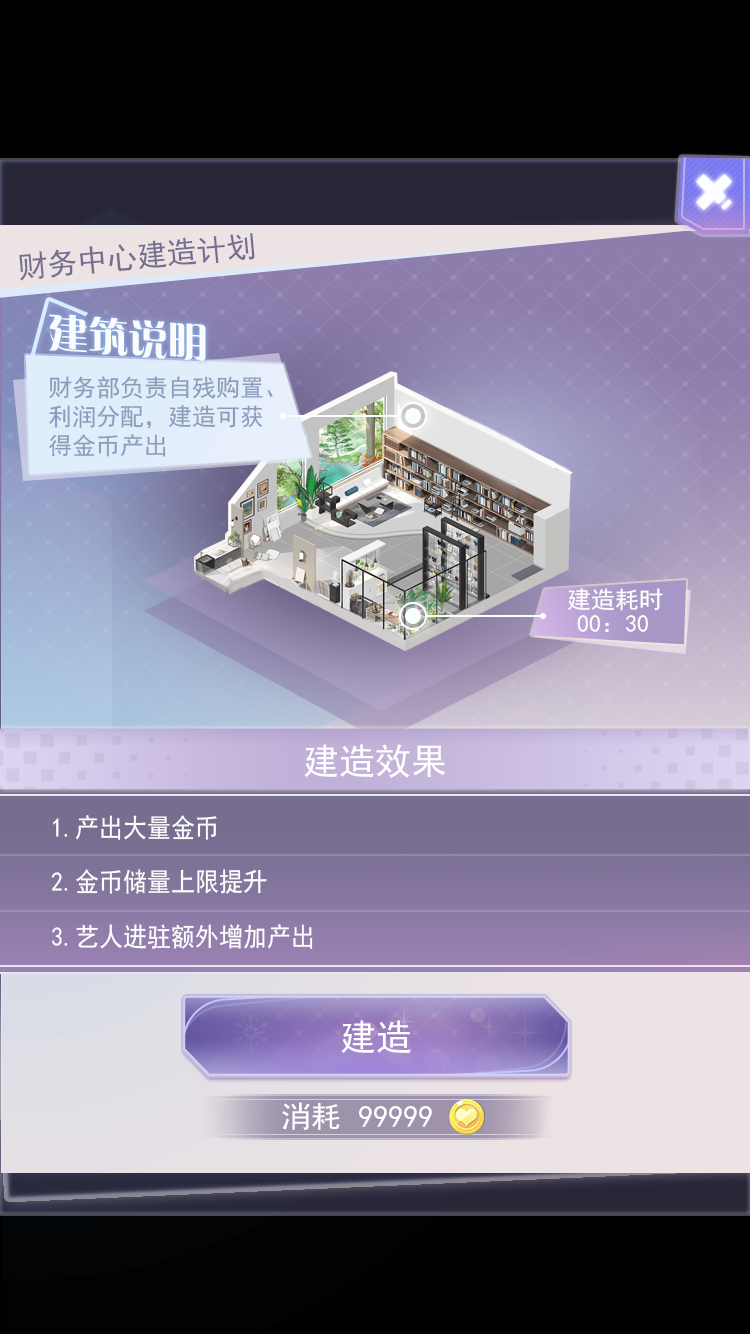 财务中心建造计划
建筑说明
财务部负责自残购置、
利润分配，建造可获
得金币产出
建造耗时
00: 30
建造效果
1. 产出大量金币
2. 金币储量上限提升
3. 艺人进驻额外增加产出
建造
消耗 99999